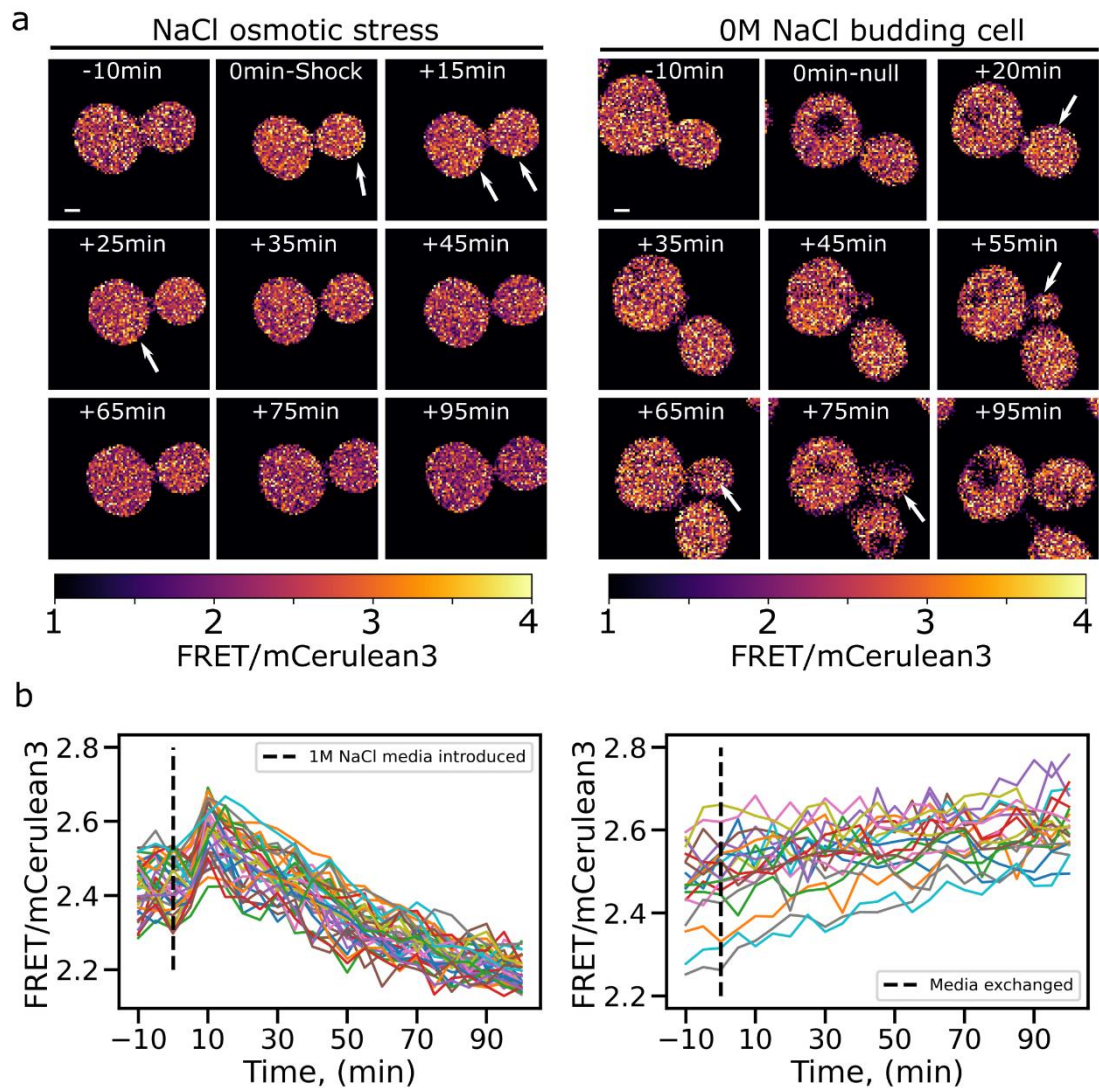 a
NaCl osmotic stress
-10min 0min-Shock +15min
+25min +35min +45min
+65min +75min +95min
1 2 3 4
FRET/mCerulean3
0M NaCl budding cell
-10min 0min-null +20min
+35min +45min +55min
+65min +75min +95min
1 2 3 4
FRET/mCerulean3
b
FRET/mCerulean3
2.8
2.6
2.4
2.2
1M NaCl media introduced
−10 10 30 50 70 90
Time, (min)
FRET/mCerulean3
2.8
2.6
2.4
2.2
Media exchanged
−10 10 30 50 70 90
Time, (min)